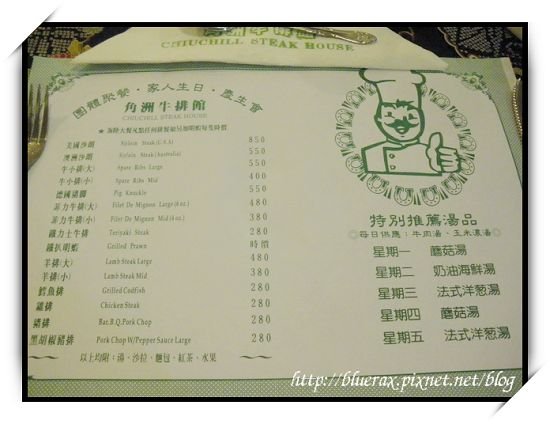 CHIUCHILL STEAK HOUSE
團體聚餐·家人生日·慶生會
角洲牛排館
CHIUCHILL STEAK HOUSE
美國沙朗 Sirloin Steak (U.S.A) 850
澳洲沙朗 Sirloin Steak (Australia) 550
牛小排(大) Spare Ribs Large 550
牛小排(小) Spare Ribs Mid 400
德國豬腳 Pig Knuckle 550
菲力牛排(大) Filet De Mignon Large (8 oz.) 480
菲力牛排(小) Filet De Mignon Mid (6 oz.) 380
鐵力士牛排 Teriyaki Steak 280
鐵扒明蝦 Grilled Prawn 時價
羊排(大) Lamb Steak Large 480
羊排(小) Lamb Steak Mid 380
鱈魚排 Grilled Codfish 280
雞排 Chicken Steak 280
豬排 Bar.B.Q.Pork Chop 280
黑胡椒豬排 Pork Chop W/Pepper Sauce Large 280
以上均附:湯、沙拉、麵包、紅茶、水果
特別推薦湯品
◎每日供應:牛肉湯、玉米濃湯◎
星期一 蘑菇湯
星期二 奶油海鮮湯
星期三 法式洋葱湯
星期四 蘑菇湯
星期五 法式洋葱湯
http://bluerax.pixnet.net/blog